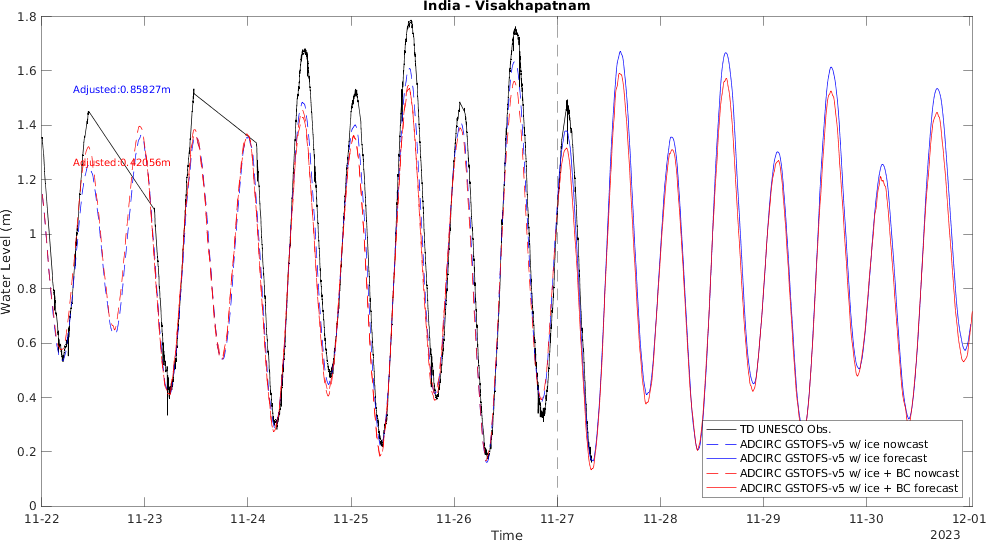 India - Visakhapatnam
1.8
1.6
1.4
1.2
1
0.8
0.6
0.4
0.2
0
Water Level (m)
Adjusted:0.85827m
Adjusted:0.42056m
TD UNESCO Obs.
ADCIRC GSTOFS-v5 w/ ice nowcast
ADCIRC GSTOFS-v5 w/ ice forecast
ADCIRC GSTOFS-v5 w/ ice + BC nowcast
ADCIRC GSTOFS-v5 w/ ice + BC forecast
11-22 11-23 11-24 11-25 11-26 11-27 11-28 11-29 11-30 12-01
Time
2023